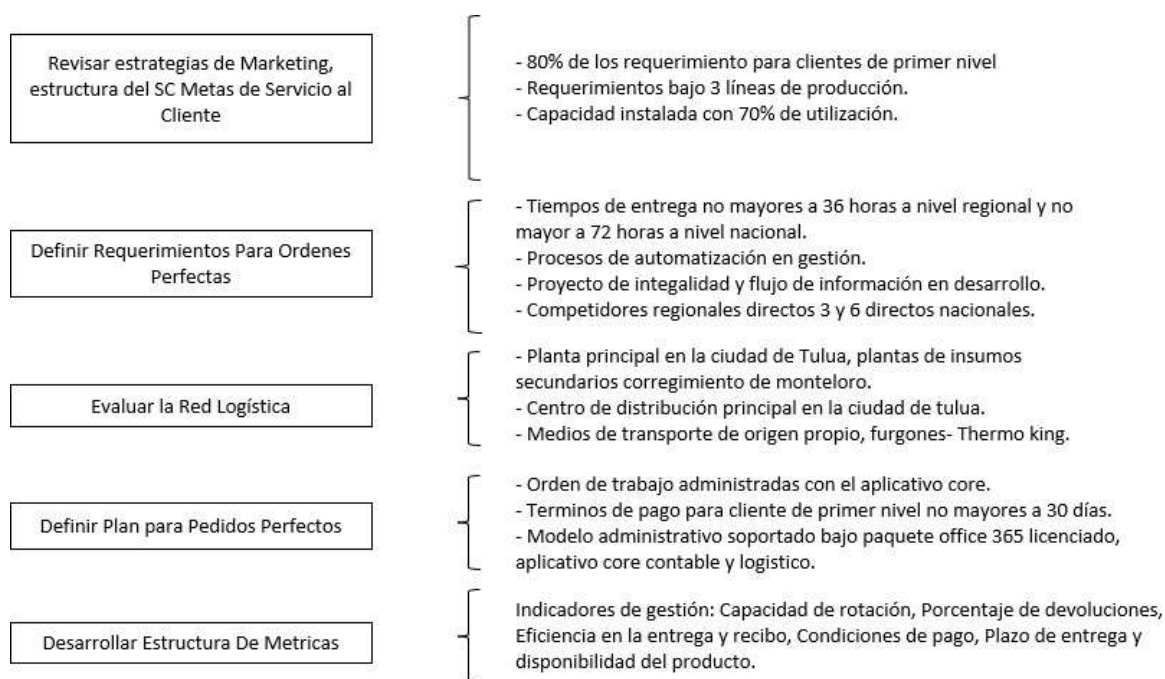 Revisar estrategias de Marketing,
estructura del SC Metas de Servicio al
Cliente
- 80% de los requerimiento para clientes de primer nivel
- Requerimientos bajo 3 líneas de producción.
- Capacidad instalada con 70% de utilización.
Definir Requerimientos Para Ordenes
Perfectas
- Tiempos de entrega no mayores a 36 horas a nivel regional y no
mayor a 72 horas a nivel nacional.
- Procesos de automatización en gestión.
- Proyecto de integalidad y flujo de información en desarrollo.
- Competidores regionales directos 3 y 6 directos nacionales.
Evaluar la Red Logística
- Planta principal en la ciudad de Tulua, plantas de insumos
secundarios corregimiento de monteloro.
- Centro de distribución principal en la ciudad de tulua.
- Medios de transporte de origen propio, furgones- Thermo king.
Definir Plan para Pedidos Perfectos
- Orden de trabajo administradas con el aplicativo core.
- Terminos de pago para cliente de primer nivel no mayores a 30 días.
- Modelo administrativo soportado bajo paquete office 365 licenciado,
aplicativo core contable y logistico.
Desarrollar Estructura De Metricas
Indicadores de gestión: Capacidad de rotación, Porcentaje de devoluciones,
Eficiencia en la entrega y recibo, Condiciones de pago, Plazo de entrega y
disponibilidad del producto.